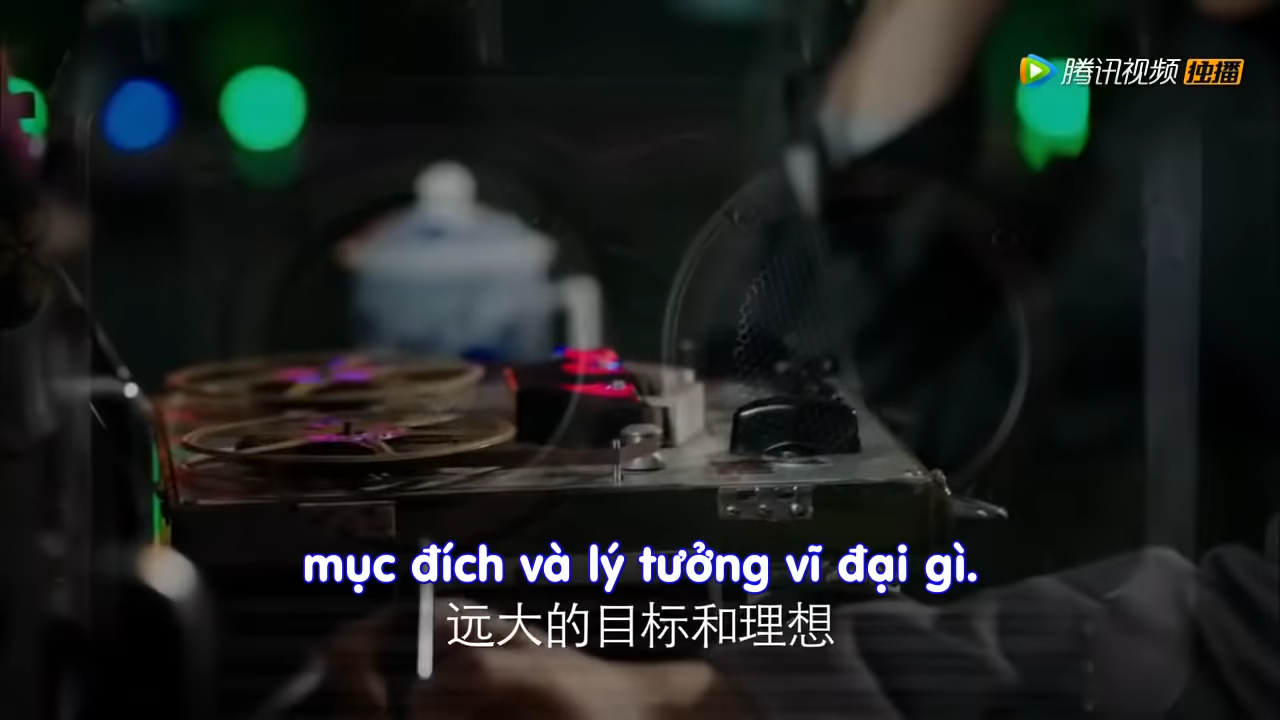 腾讯视频 独播
mục đích và lý tưởng vĩ đại gì.
远大的目标和理想